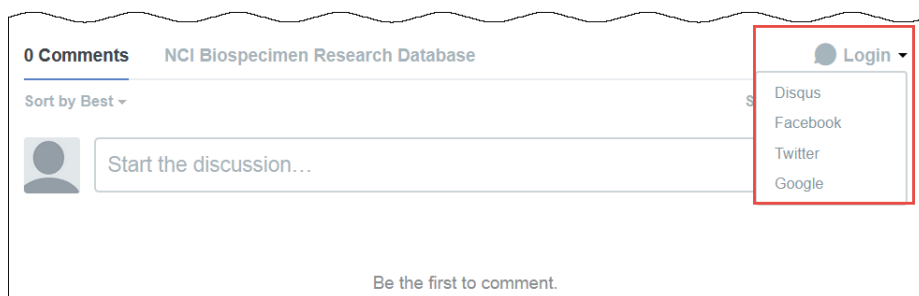 0 Comments NCI Biospecimen Research Database Login
Sort by Best
Disqus
Facebook
Start the discussion…
Twitter
Google
Be the first to comment.